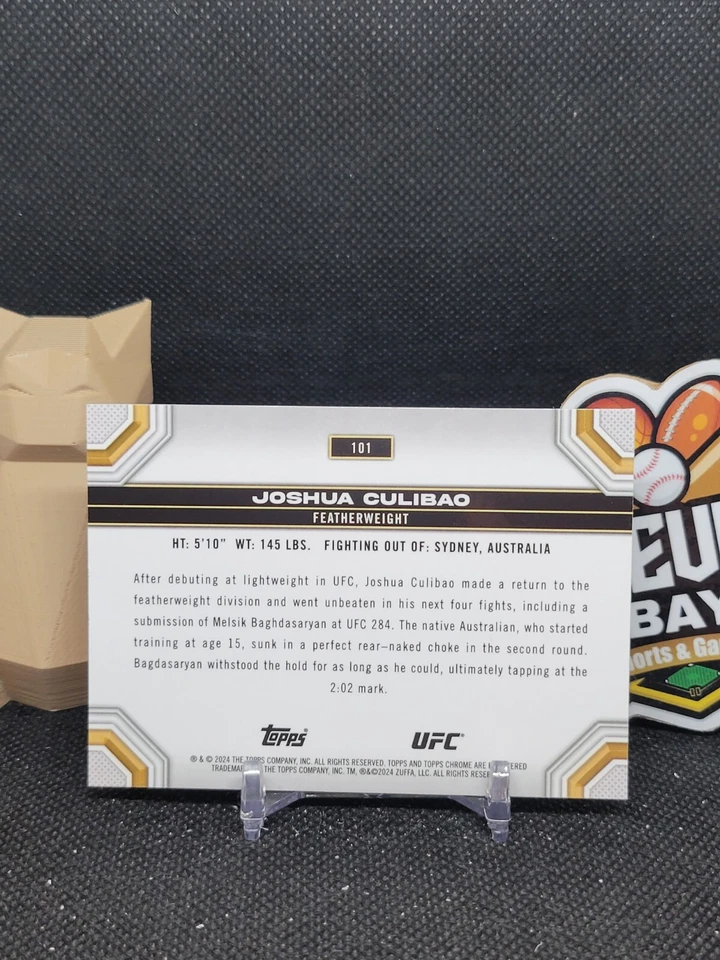 101
JOSHUA CULIBAO
FEATHERWEIGHT
HT: 5'10" WT: 145 LBS. FIGHTING OUT OF: SYDNEY, AUSTRALIA
After debuting at lightweight in UFC, Joshua Culibao made a return to the
featherweight division and went unbeaten in his next four fights, including a
submission of Melsik Baghdasaryan at UFC 284. The native Australian, who started
training at age 15, sunk in a perfect rear–naked choke in the second round.
Bagdasaryan withstood the hold for as long as he could, ultimately tapping at the
2:02 mark.
Topps® UFC®
® & © 2024 THE TOPPS COMPANY, INC. ALL RIGHTS RESERVED. TOPPS AND TOPPS CHROME ARE
THE TOPPS COMPANY, INC. TM, ®&©2024 ZUFFA, LLC. ALL RIGHTS
BAY